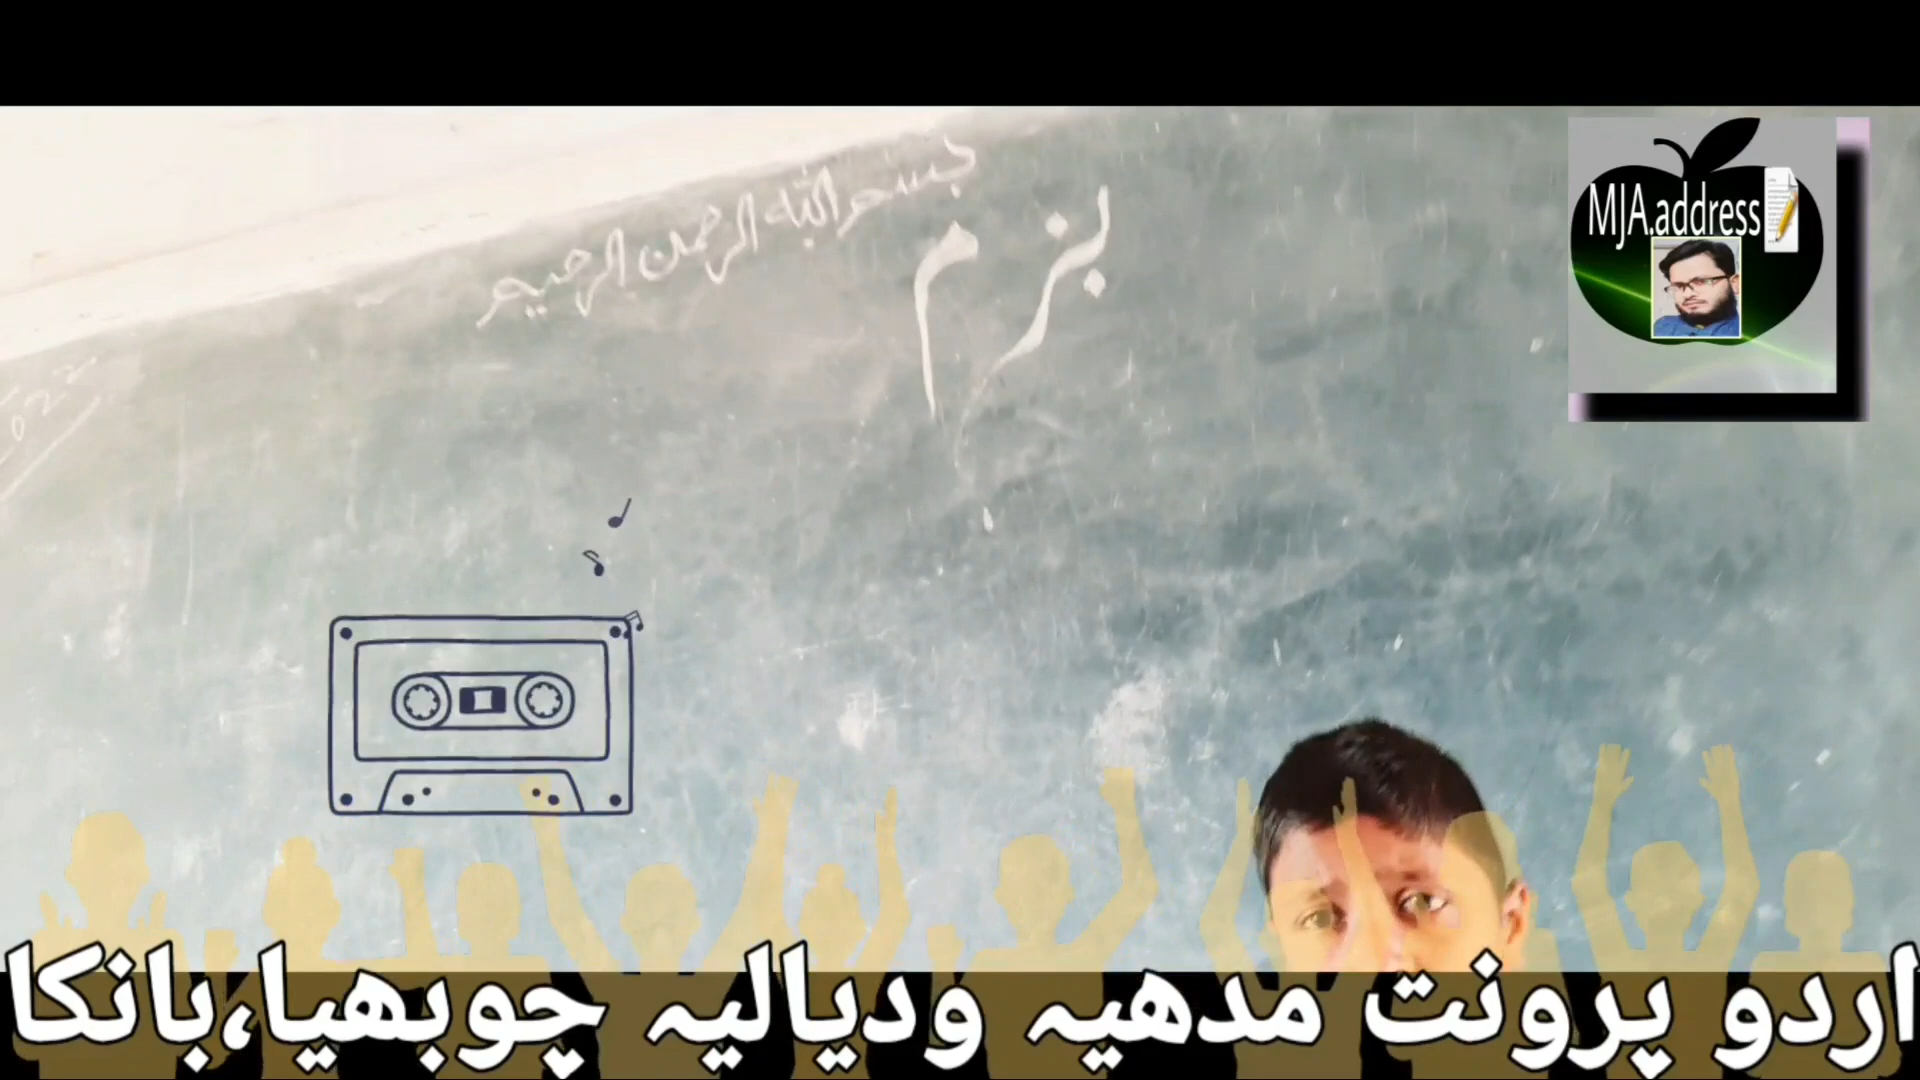 بسم اللہ الرحمن الرحیم
بزم
MJA.address
اردو پرونت مدھیہ ودیالیہ چوبھیا،بانکا